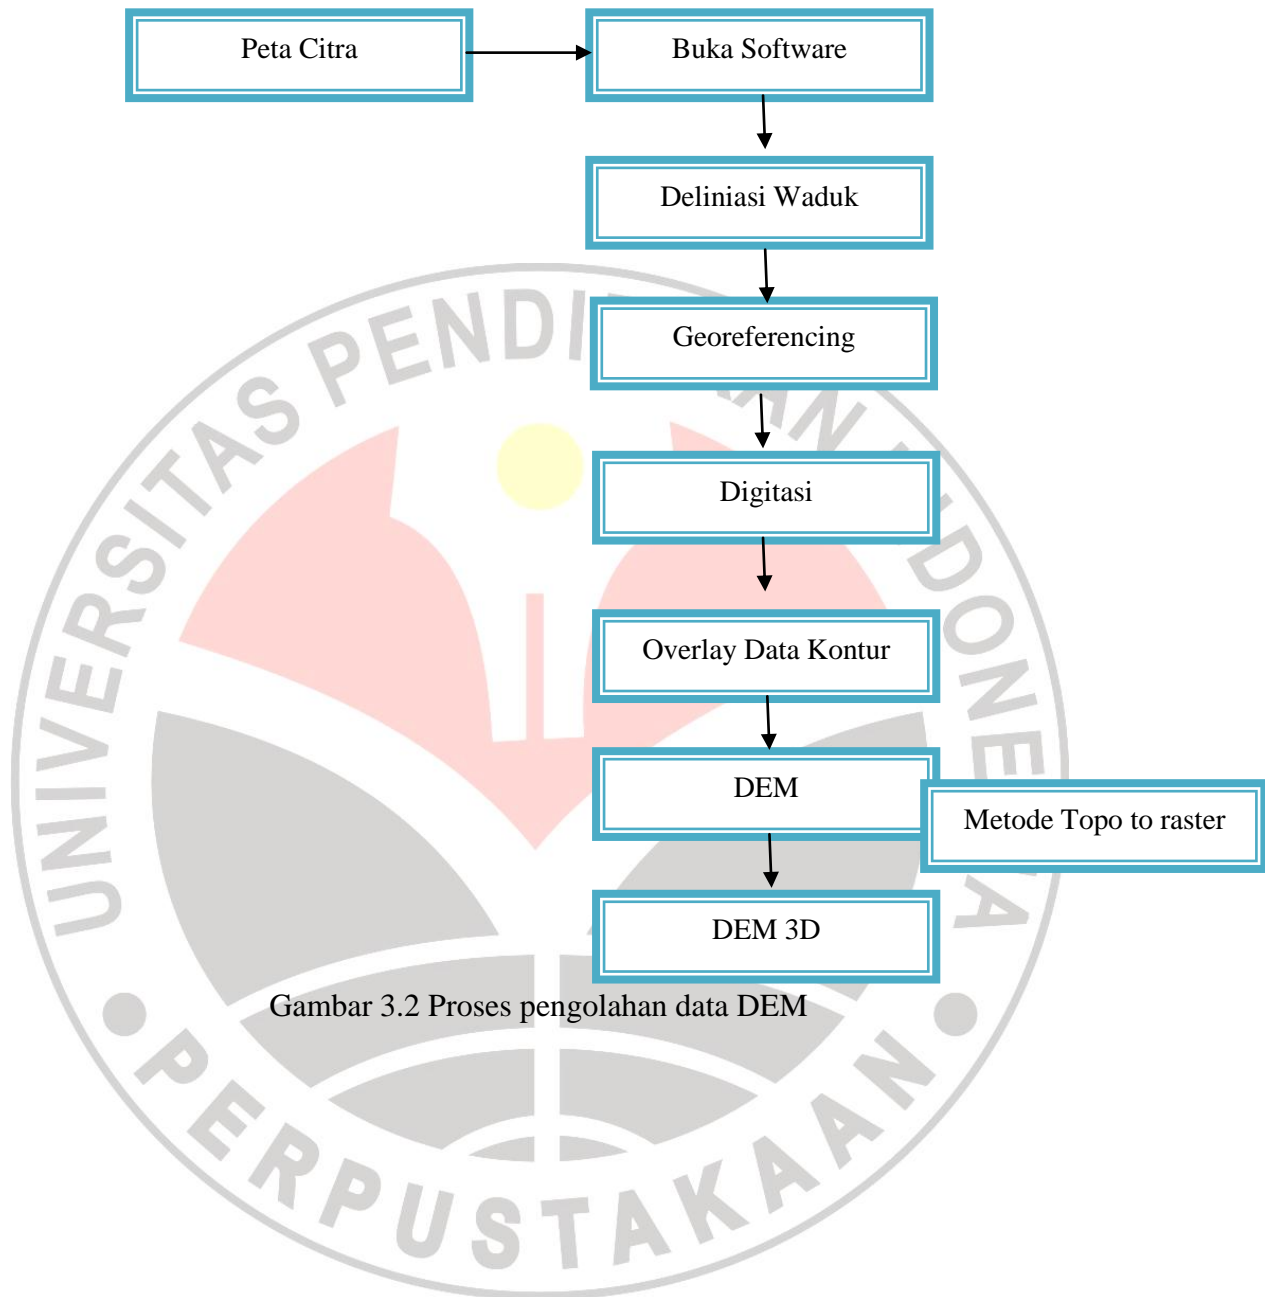 Peta Citra
Buka Software
Deliniasi Waduk
Georeferencing
Digitasi
Overlay Data Kontur
DEM
Metode Topo to raster
DEM 3D
Gambar 3.2 Proses pengolahan data DEM
UNIVERSITAS PENDIDIKAN INDONESIA
PERPUSTAKAAN